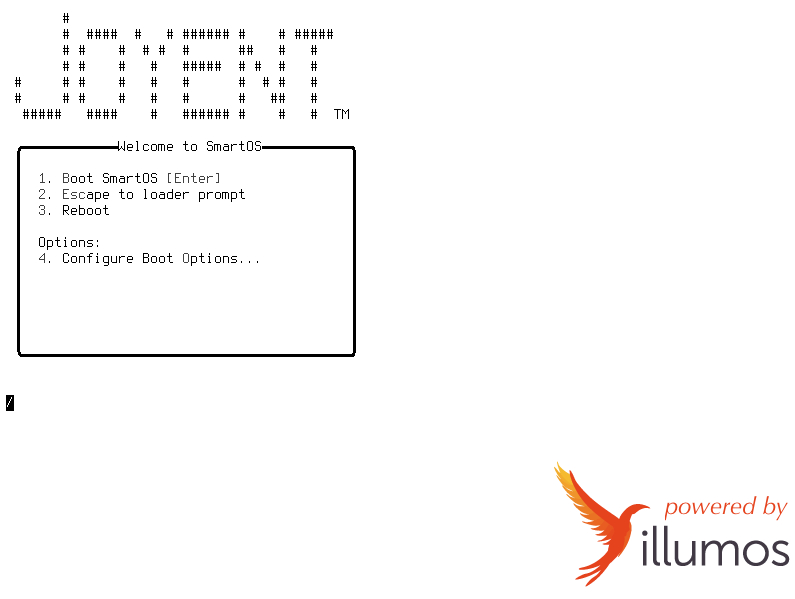 JOYENT TM
Welcome to SmartOS
1. Boot SmartOS [Enter]
2. Escape to loader prompt
3. Reboot
Options:
4. Configure Boot Options...
/
powered by
illumos